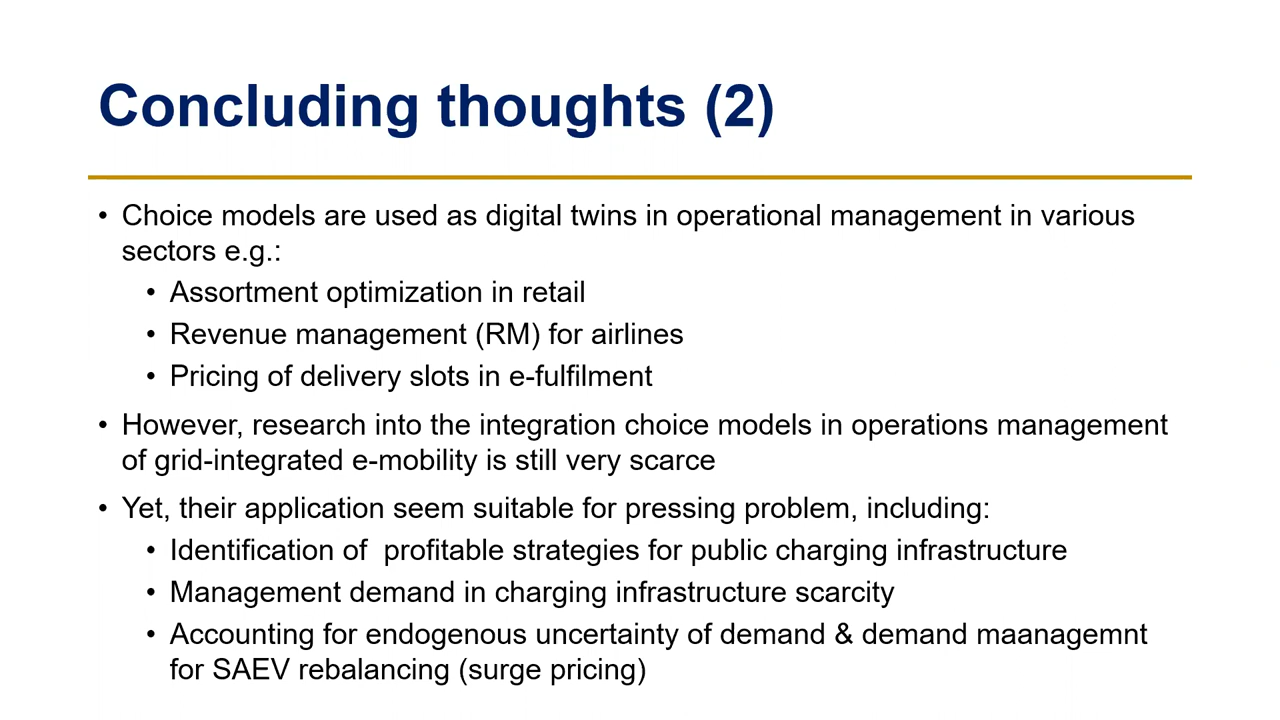 Concluding thoughts (2)
• Choice models are used as digital twins in operational management in various
sectors e.g.:
• Assortment optimization in retail
• Revenue management (RM) for airlines
• Pricing of delivery slots in e-fulfilment
• However, research into the integration choice models in operations management
of grid-integrated e-mobility is still very scarce
• Yet, their application seem suitable for pressing problem, including:
• Identification of  profitable strategies for public charging infrastructure
• Management demand in charging infrastructure scarcity
• Accounting for endogenous uncertainty of demand & demand maanagemnt
for SAEV rebalancing (surge pricing)